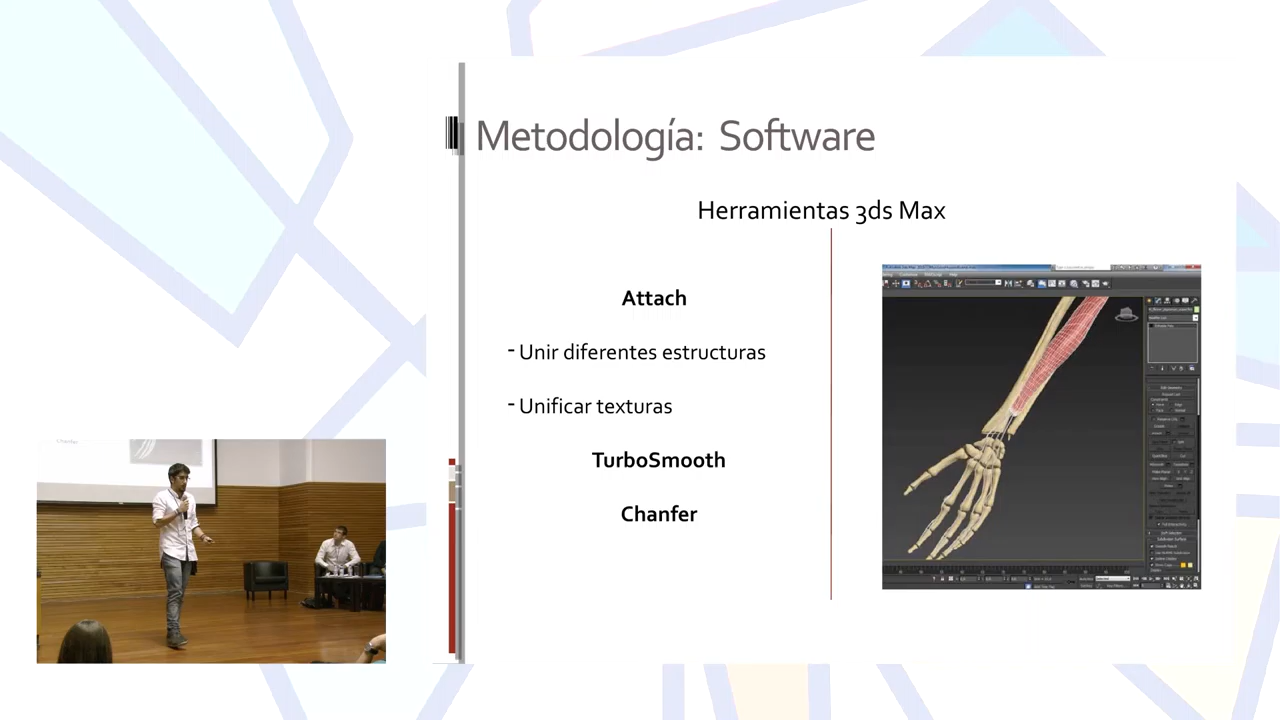 Metodología: Software
Herramientas 3ds Max
Attach
- Unir diferentes estructuras
- Unificar texturas
TurboSmooth
Chanfer